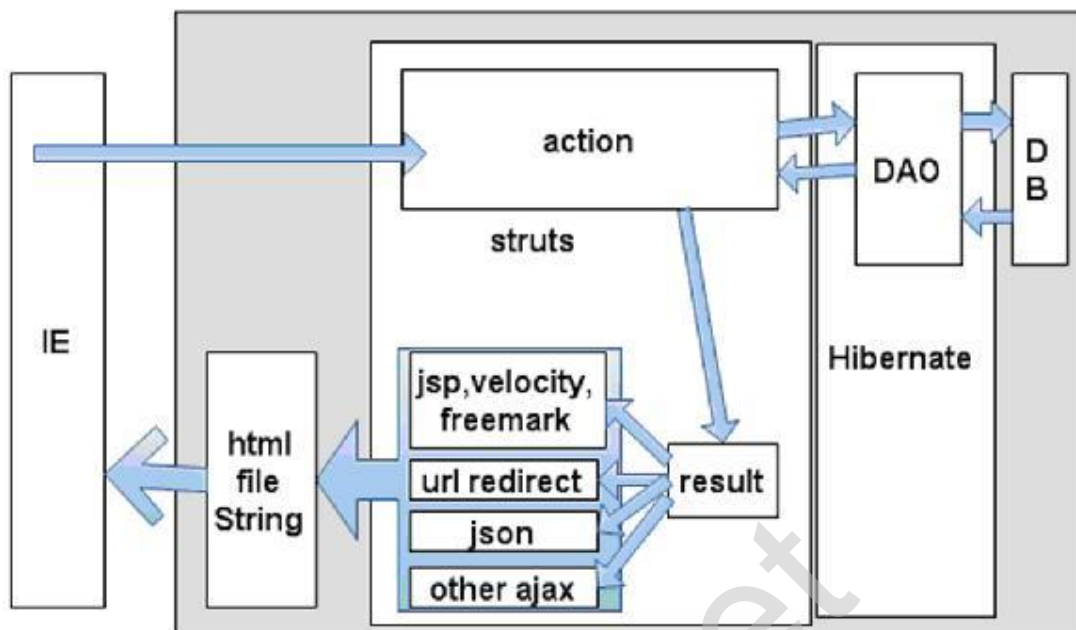 action
DAO
D
B
struts
IE
Hibernate
jsp,velocity,
freemark
html
file
String
url redirect
result
json
other ajax